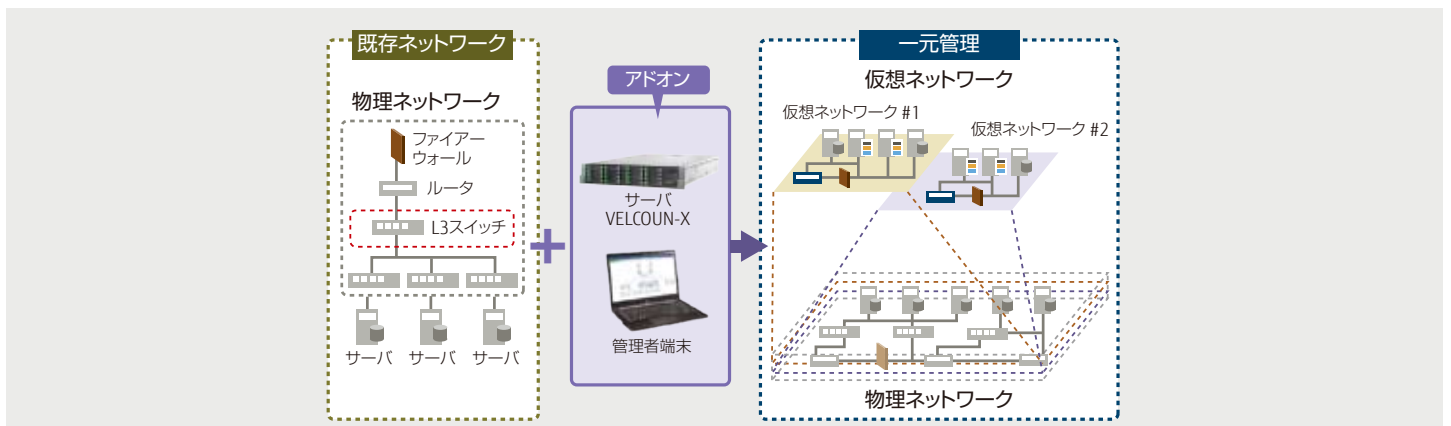 既存ネットワーク
物理ネットワーク
ファイアー
ウォール
ルータ
L3スイッチ
サーバ
サーバ
サーバ
アドオン
サーバ
VELCOUN-X
管理者端末
一元管理
仮想ネットワーク
仮想ネットワーク #1
仮想ネットワーク #2
物理ネットワーク